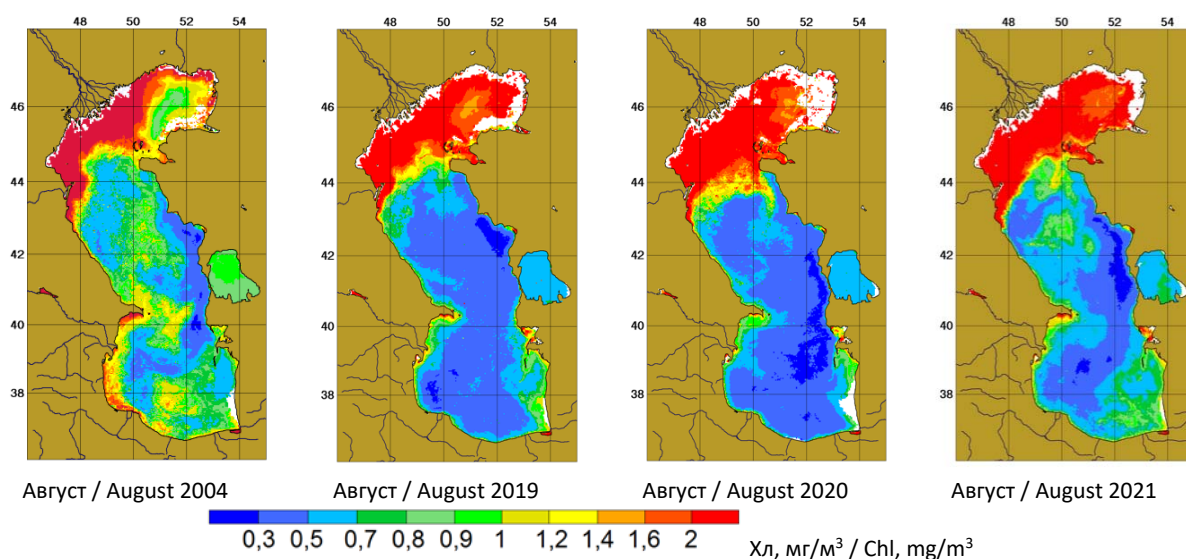 48 50 52 54 48 50 52 54 48 50 52 54 48 50 52 54
46 46 46 46
44 44 44 44
42 42 42 42
40 40 40 40
38 38 38 38
Август / August 2004 Август / August 2019 Август / August 2020 Август / August 2021
0,3 0,5 0,7 0,8 0,9 1 1,2 1,4 1,6 2
Хл, мг/м³ / Chl, mg/m³